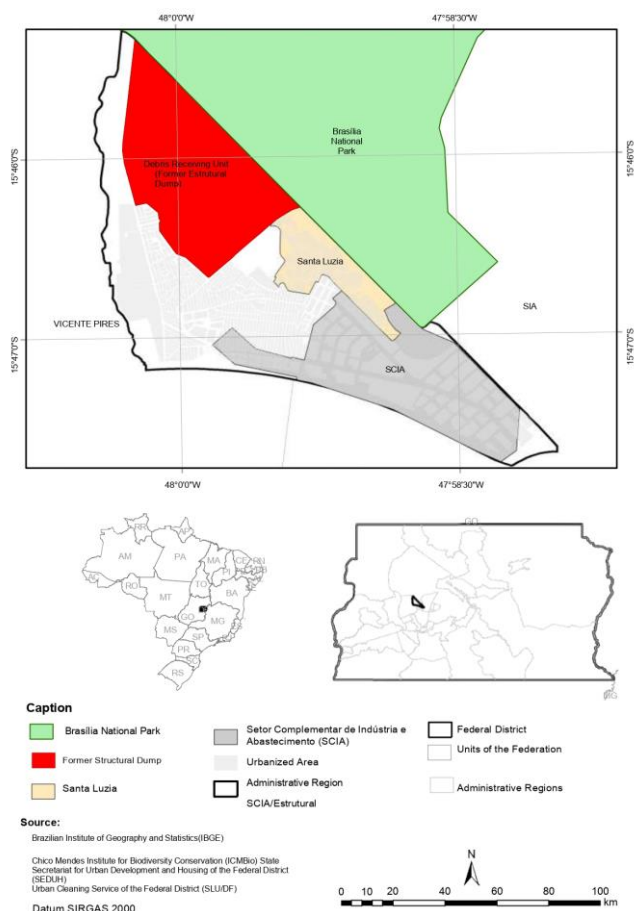 48°0'0"W 47°58'30"W
15°46'0"S 15°46'0"S
Brasília
National
Park
Debris Receiving Unit
(Former Estrutural
Dump)
Santa Luzia
SIA
VICENTE PIRES
15°47'0"S 15°47'0"S
SCIA
48°0'0"W 47°58'30"W
RR AP
AM PA MA CE RN
PI
AC RO TO
MT BA
GO
MG
MS
SP
PR
SC
RS
GO
MG
Caption
Brasília National Park
Former Structural Dump
Santa Luzia
Setor Complementar de Indústria e
Abastecimento (SCIA)
Urbanized Area
Administrative Region
SCIA/Estrutural
Federal District
Units of the Federation
Administrative Regions
Source:
Brazilian Institute of Geography and Statistics(IBGE)
Chico Mendes Institute for Biodiversity Conservation (ICMBio) State
Secretariat for Urban Development and Housing of the Federal District
(SEDUH)
Urban Cleaning Service of the Federal District (SLU/DF)
Datum SIRGAS 2000
N
0 10 20 40 60 80 100
km